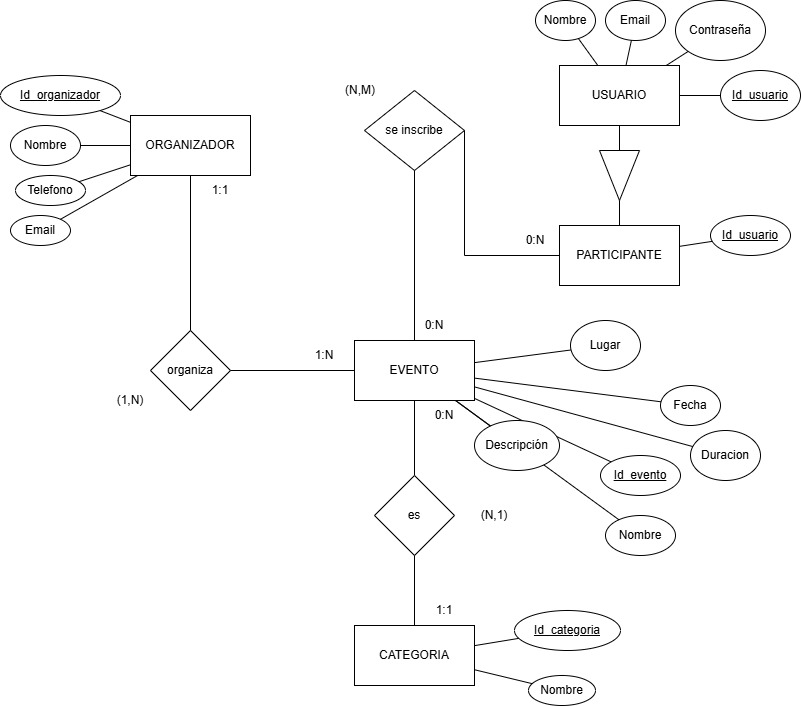 Nombre
Email
Contraseña
USUARIO
Id_usuario
Id_organizador
Nombre
Telefono
Email
ORGANIZADOR
1:1
(N,M)
se inscribe
0:N
PARTICIPANTE
Id_usuario
0:N
1:N
organiza
(1,N)
EVENTO
0:N
Lugar
Fecha
Duracion
Descripción
Id_evento
Nombre
es
(N,1)
1:1
CATEGORIA
Id_categoria
Nombre